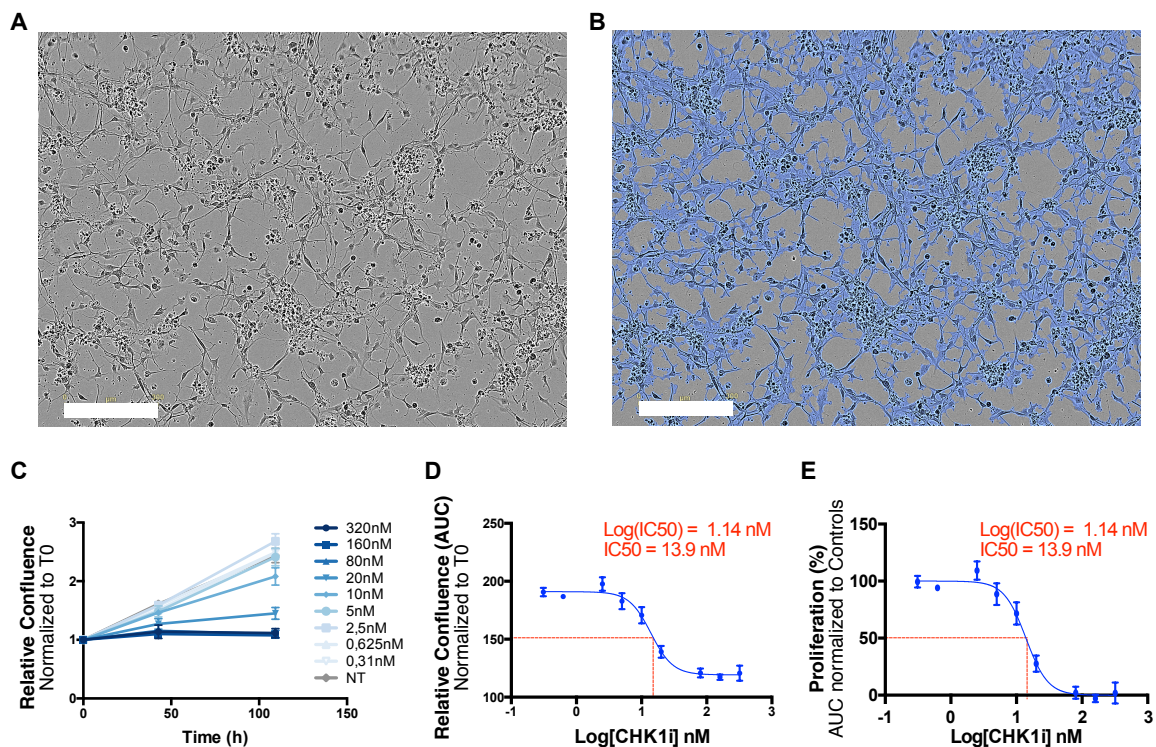 A
B
C
Relative Confluence
Normalized to T0
3
2
1
0
0
50
100
150
Time (h)
320nM
160nM
80nM
20nM
10nM
5nM
2,5nM
0,625nM
0,31nM
NT
D
Relative Confluence (AUC)
Normalized to T0
250
200
150
100
-1
0
1
2
3
Log[CHK1i] nM
Log(IC50) = 1.14 nM
IC50 = 13.9 nM
E
Proliferation (%)
AUC normalized to Controls
150
100
50
0
-1
0
1
2
3
Log[CHK1i] nM
Log(IC50) = 1.14 nM
IC50 = 13.9 nM